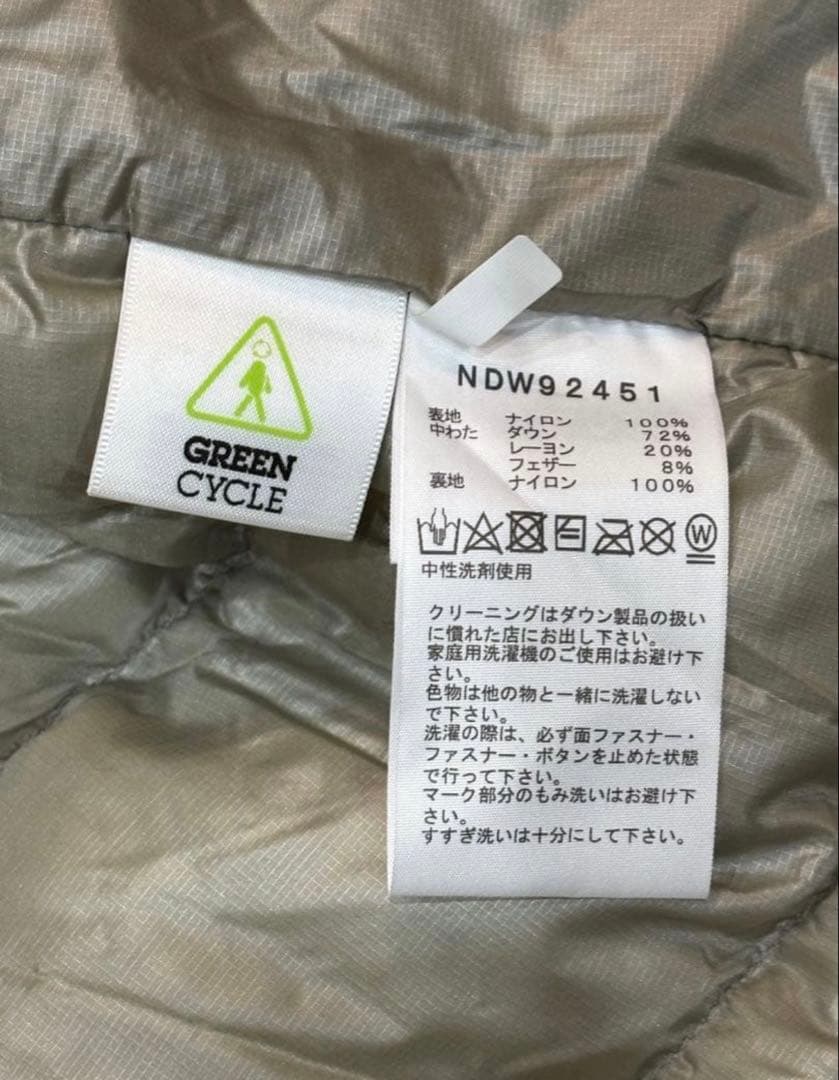 GREEN
CYCLE
NDW92451
表地 ナイロン 100%
中わた ダウン 72%
レーヨン 20%
フェザー 8%
裏地 ナイロン 100%
W
中性洗剤使用
クリーニングはダウン製品の扱い
に慣れた店にお出し下さい。
家庭用洗濯機のご使用はお避け下
さい。
色物は他の物と一緒に洗濯しない
で下さい。
洗濯の際は、必ず面ファスナー・
ファスナー・ボタンを止めた状態
で行って下さい。
マーク部分のもみ洗いはお避け下
さい。
すすぎ洗いは十分にして下さい。